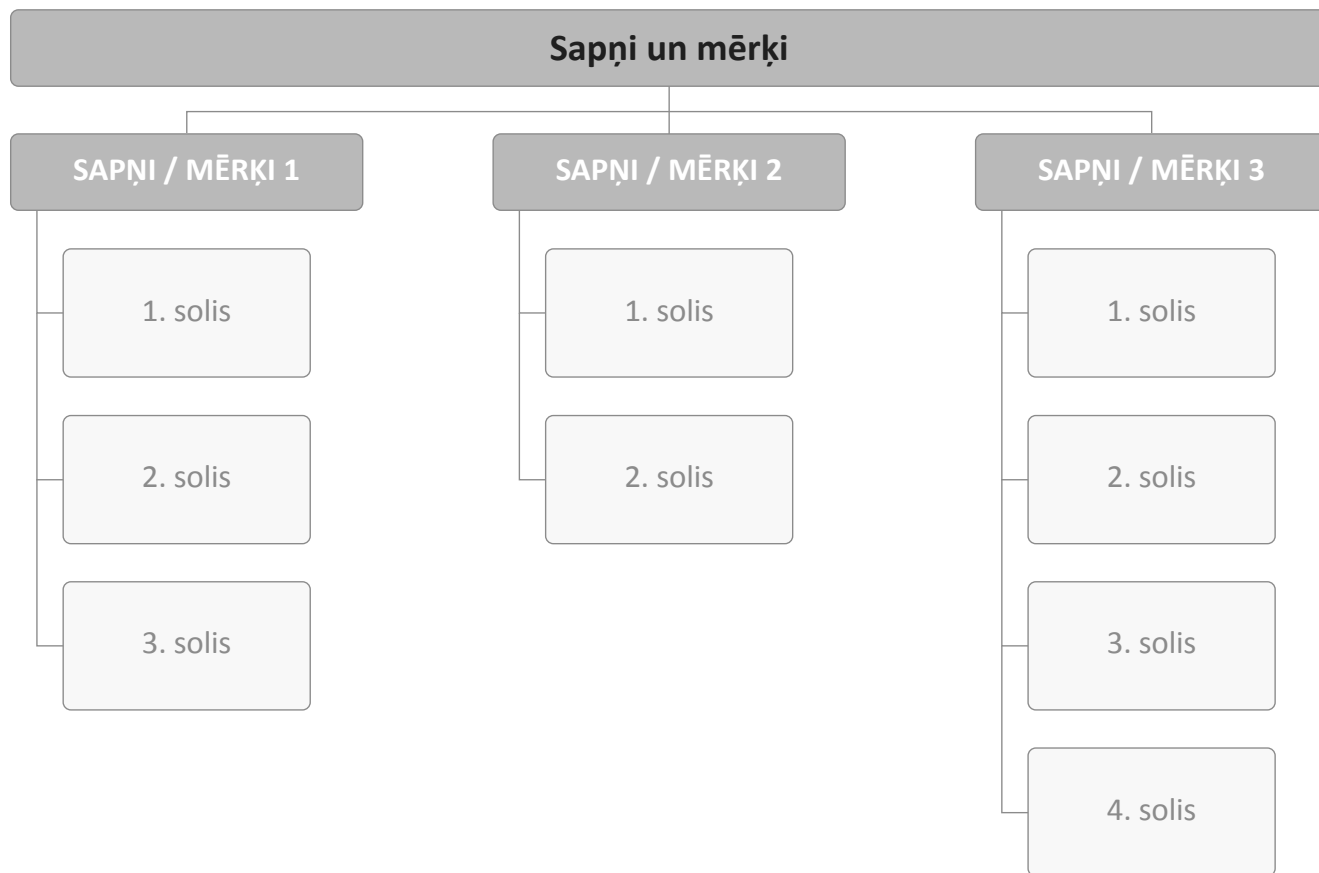 Sapņi un mērķi
SAPŅI / MĒRĶI 1
1. solis
2. solis
3. solis
SAPŅI / MĒRĶI 2
1. solis
2. solis
SAPŅI / MĒRĶI 3
1. solis
2. solis
3. solis
4. solis